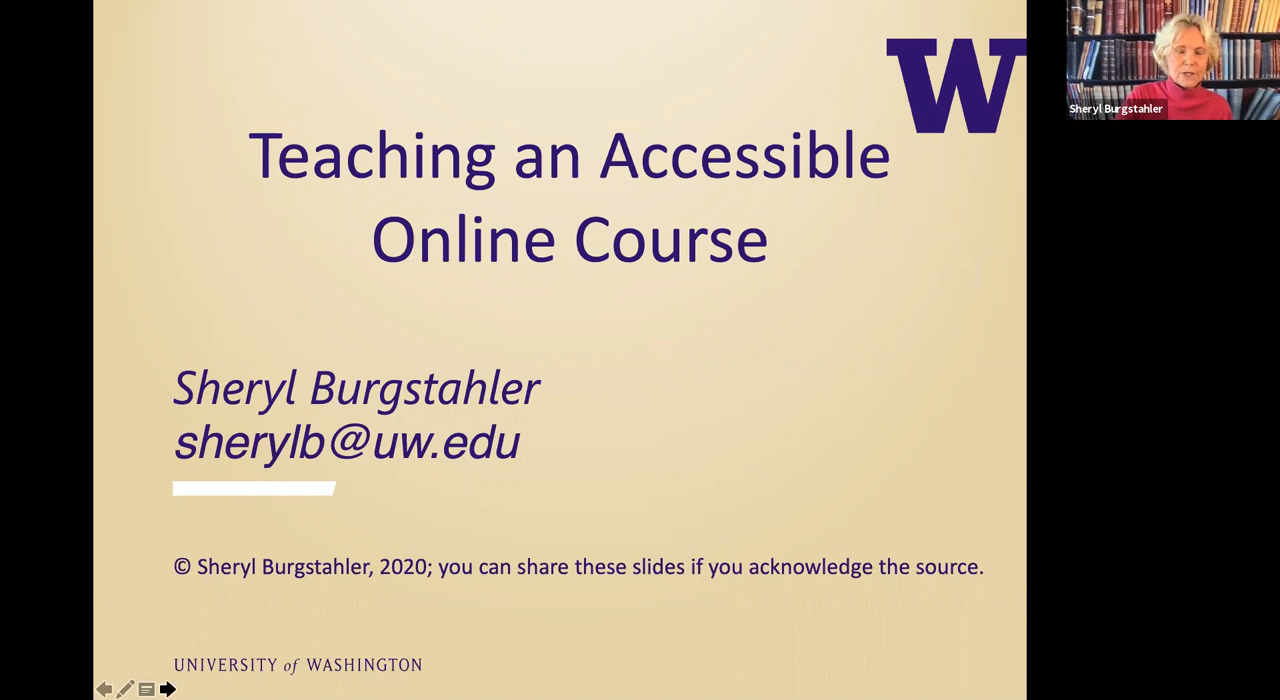 W
Teaching an Accessible
Online Course
Sheryl Burgstahler
sherylb@uw.edu
© Sheryl Burgstahler, 2020; you can share these slides if you acknowledge the source.
UNIVERSITY of WASHINGTON
Sheryl Burgstahler